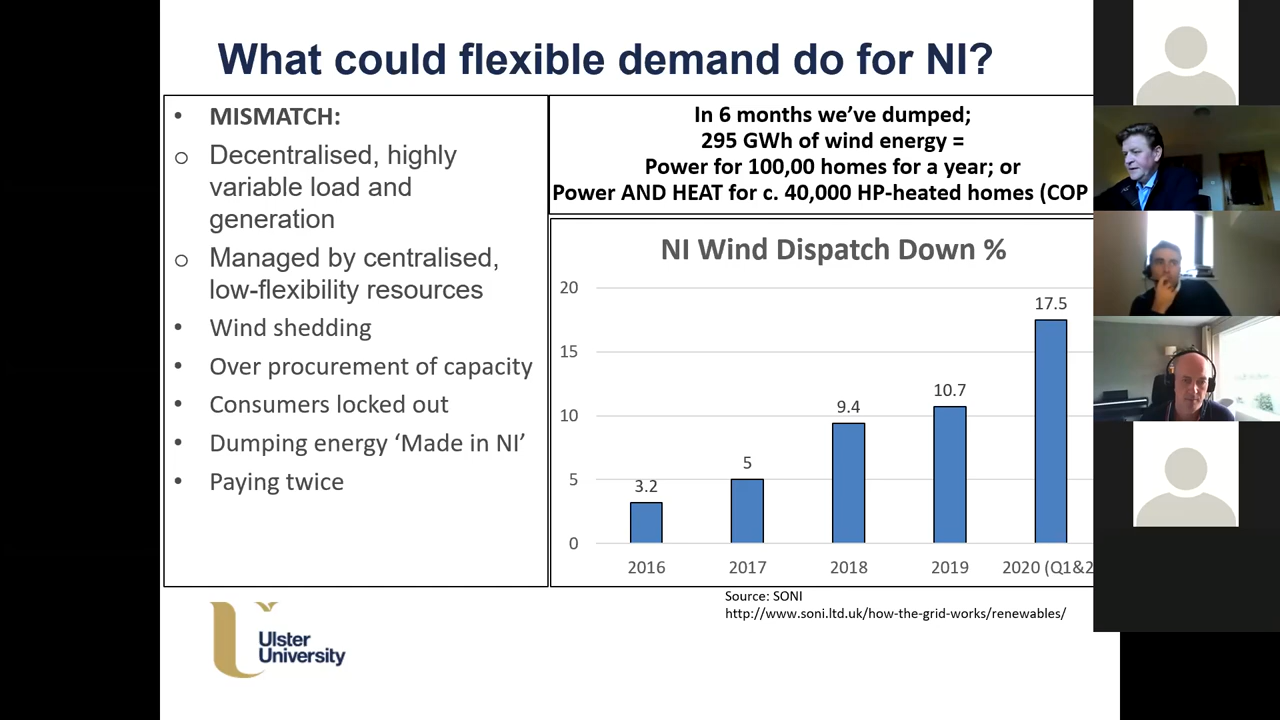 What could flexible demand do for NI?
• MISMATCH:
o Decentralised, highly
variable load and
generation
o Managed by centralised,
low-flexibility resources
• Wind shedding
• Over procurement of capacity
• Consumers locked out
• Dumping energy ‘Made in NI’
• Paying twice
In 6 months we’ve dumped;
295 GWh of wind energy =
Power for 100,00 homes for a year; or
Power AND HEAT for c. 40,000 HP-heated homes (COP
NI Wind Dispatch Down %
20
15
10
5
0
3.2
5
9.4
10.7
17.5
2016 2017 2018 2019 2020 (Q1&2
Source: SONI
http://www.soni.ltd.uk/how-the-grid-works/renewables/
Ulster
University